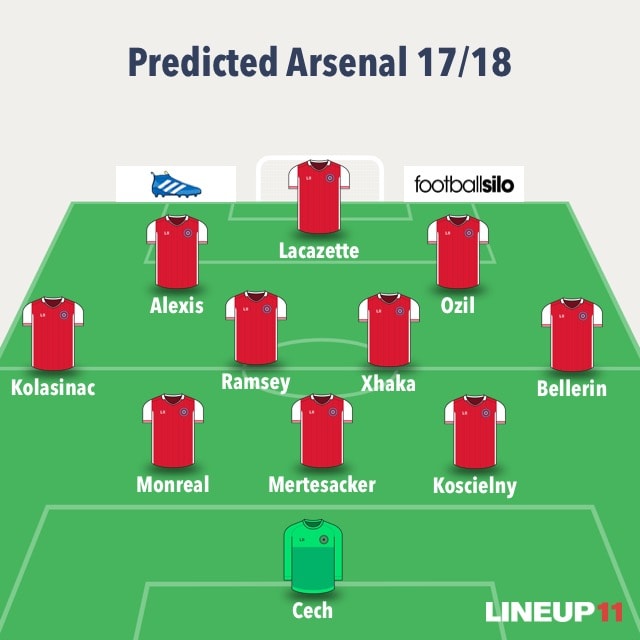 Predicted Arsenal 17/18
footballsilo
Lacazette
Alexis
Ozil
Kolasinac
Ramsey
Xhaka
Bellerin
Monreal
Mertesacker
Koscielny
Cech
LINEUP11